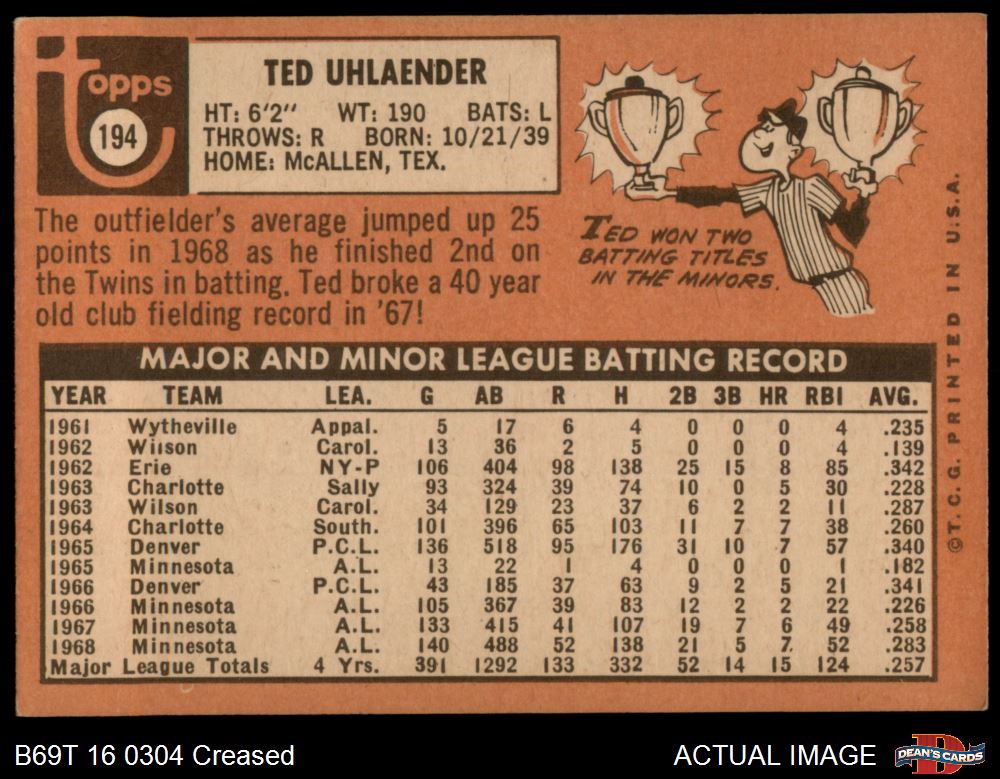 topps
194
TED UHLAENDER
HT: 6'2" WT: 190 BATS: L
THROWS: R BORN: 10/21/39
HOME: McALLEN, TEX.
The outfielder's average jumped up 25
points in 1968 as he finished 2nd on
the Twins in batting. Ted broke a 40 year
old club fielding record in '67!
TED WON TWO
BATTING TITLES
IN THE MINORS.
MAJOR AND MINOR LEAGUE BATTING RECORD
YEAR TEAM LEA. G AB R H 2B 3B HR RBI AVG.
1961 Wytheville Appal. 5 17 6 4 0 0 0 4 .235
1962 Wilson Carol. 13 36 2 5 0 0 0 4 .139
1962 Erie NY-P 106 404 98 138 25 15 8 85 .342
1963 Charlotte Sally 93 324 39 74 10 0 5 30 .228
1963 Wilson Carol. 34 129 23 37 6 2 2 11 .287
1964 Charlotte South. 101 396 65 103 11 7 7 38 .260
1965 Denver P.C.L. 136 518 95 176 31 10 7 57 .340
1965 Minnesota A.L. 13 22 1 4 0 0 0 1 .182
1966 Denver P.C.L. 43 185 37 63 9 2 5 21 .341
1966 Minnesota A.L. 105 367 39 83 12 2 2 22 .226
1967 Minnesota A.L. 133 415 41 107 19 7 6 49 .258
1968 Minnesota A.L. 140 488 52 138 21 5 7 52 .283
Major League Totals 4 Yrs. 391 1292 133 332 52 14 15 124 .257
©T.C.G. PRINTED IN U.S.A.
B69T 16 0304 Creased
ACTUAL IMAGE
DEAN'S CARDS